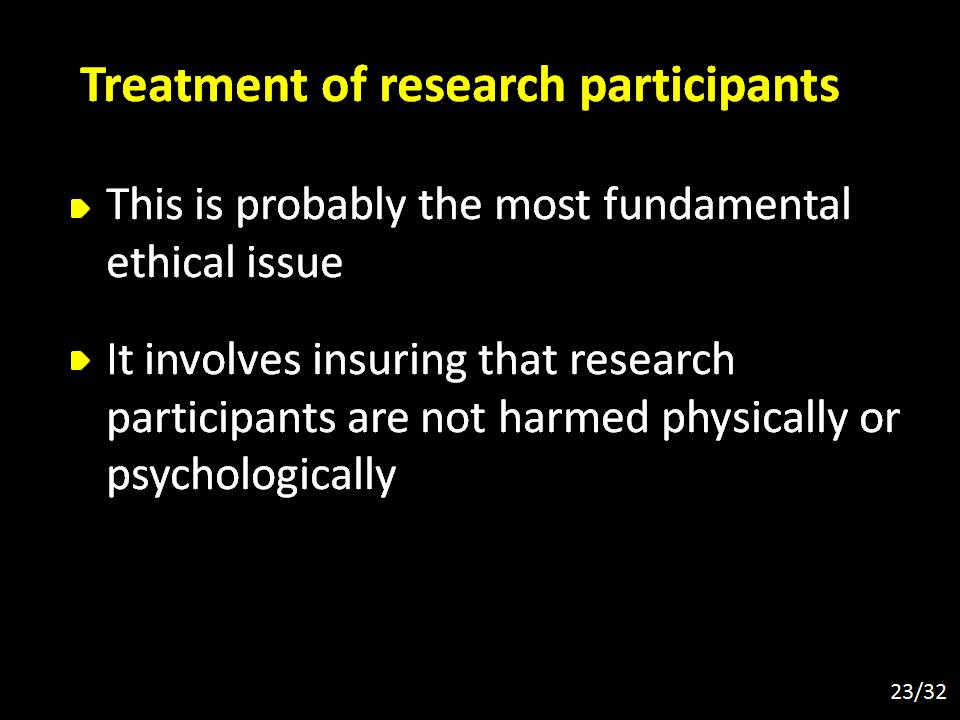 Treatment of research participants
This is probably the most fundamental
ethical issue
It involves insuring that research
participants are not harmed physically or
psychologically
23/32